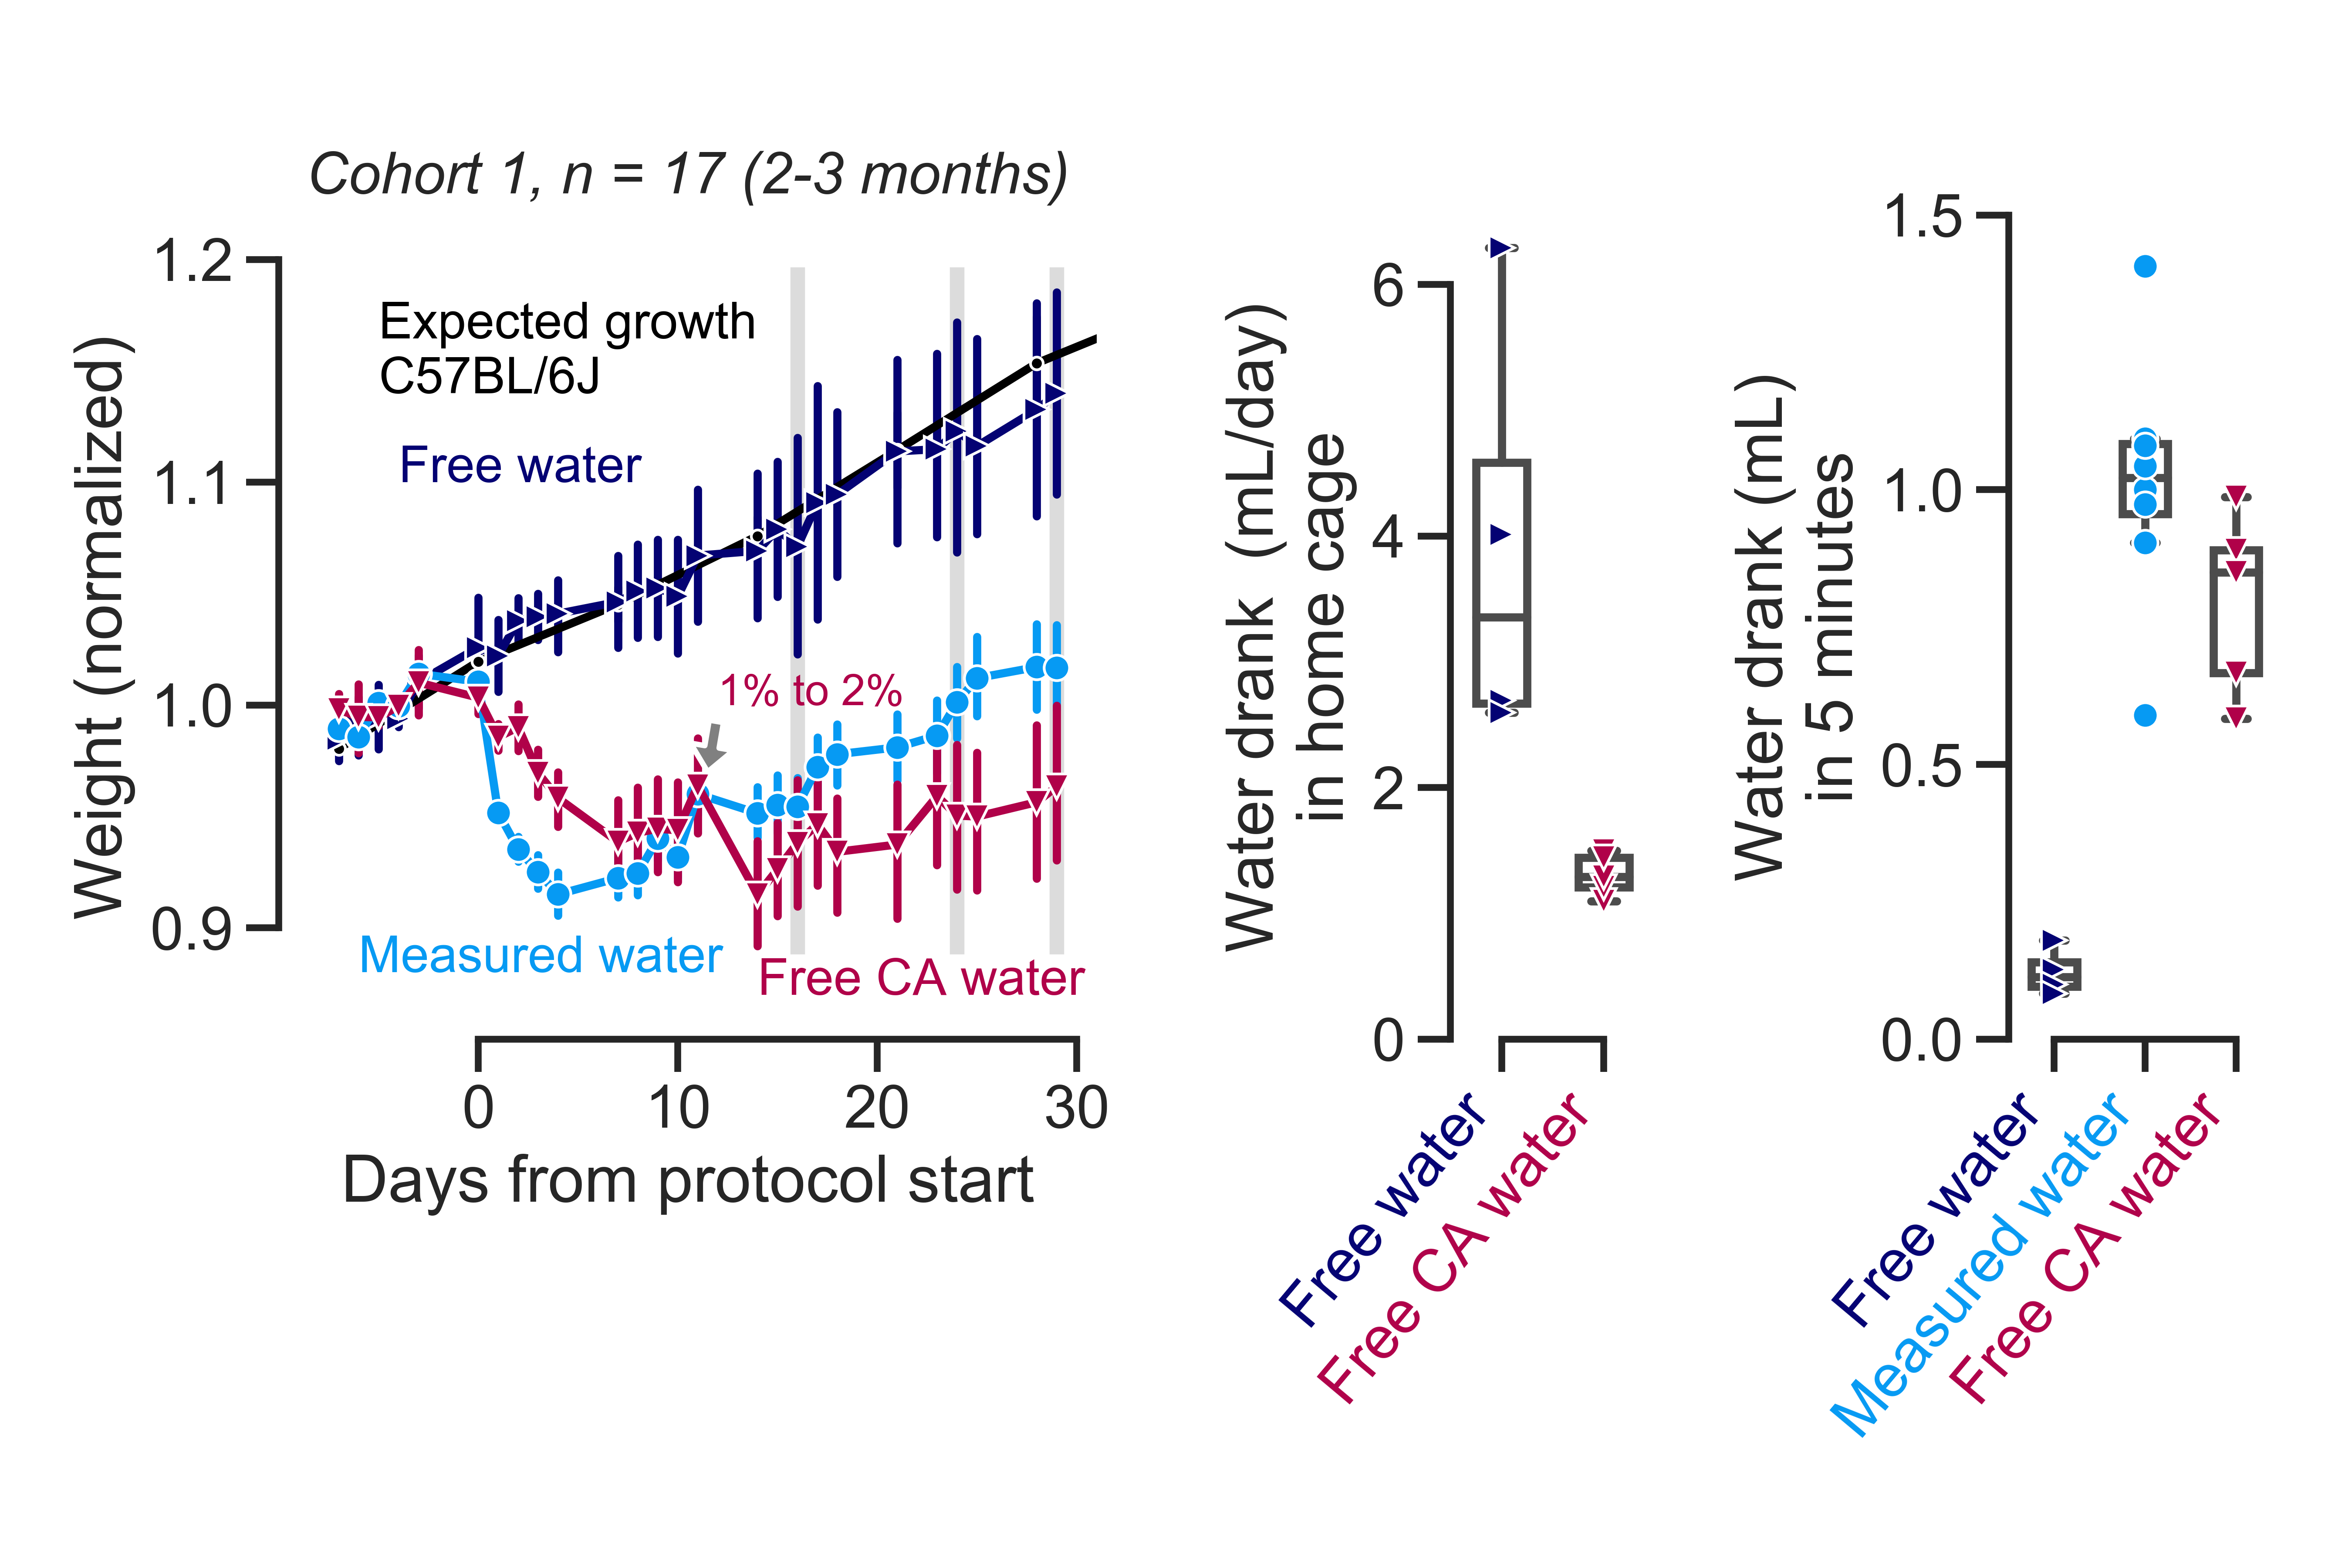 Cohort 1, n = 17 (2-3 months)
Weight (normalized)
1.2
1.1
1.0
0.9
Expected growth
C57BL/6J
Free water
1% to 2%
Measured water
Free CA water
0
10
20
30
Days from protocol start
Water drank (mL/day)
in home cage
6
4
2
0
Free water
Free CA water
Water drank (mL)
in 5 minutes
1.5
1.0
0.5
0.0
Free water
Measured water
Free CA water